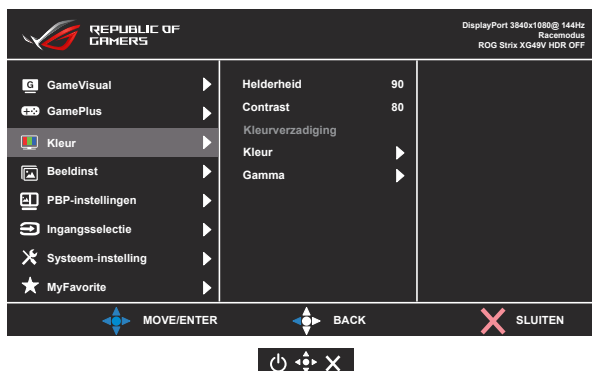 REPUBLIC OF
GAMERS
DisplayPort 3840x1080@ 144Hz
Racemodus
ROG Strix XG49V HDR OFF
G GameVisual
GamePlus
Kleur
Beeldinst
PBP-instellingen
Ingangsselectie
Systeem-instelling
MyFavorite
Helderheid 90
Contrast 80
Kleurverzadiging
Kleur
Gamma
MOVE/ENTER
BACK
SLUITEN